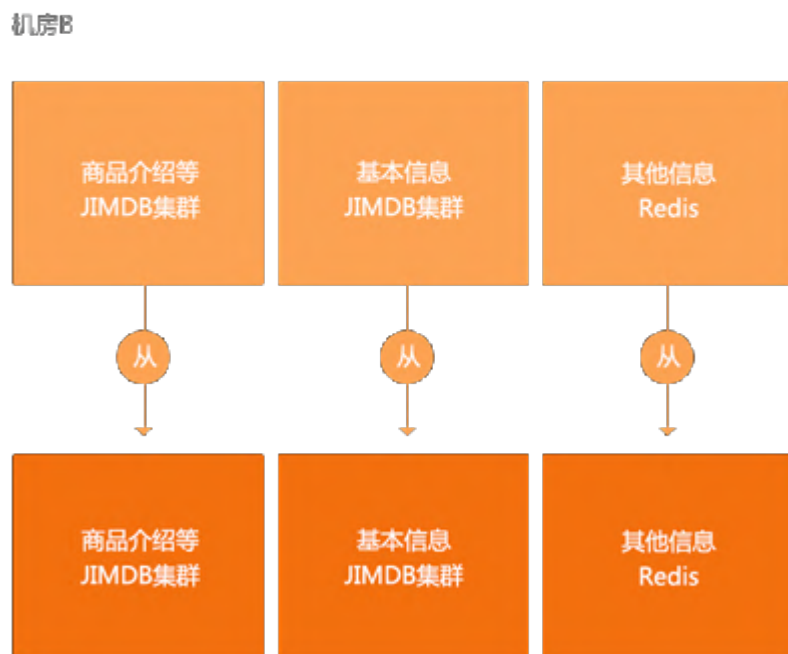 机房B
商品介绍等
JIMDB集群
基本信息
JIMDB集群
其他信息
Redis
从
从
从
商品介绍等
JIMDB集群
基本信息
JIMDB集群
其他信息
Redis